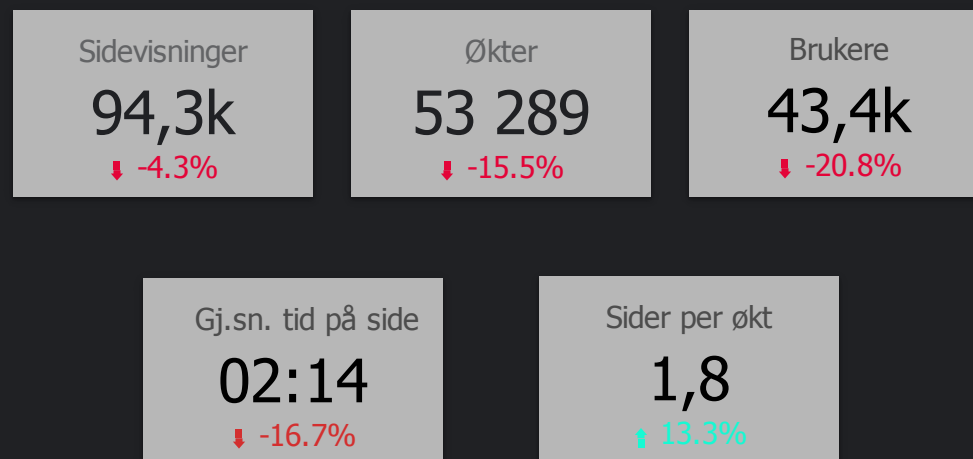 Sidevisninger
94,3k
-4.3%
Økter
53 289
-15.5%
Brukere
43,4k
-20.8%
Gj.sn. tid på side
02:14
-16.7%
Sider per økt
1,8
13.3%